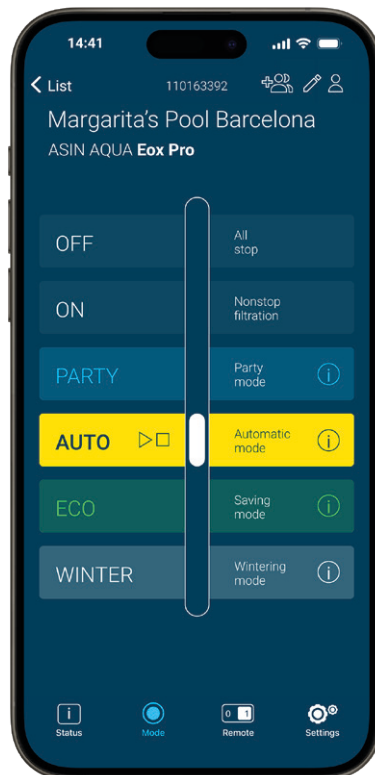 14:41
List
110163392
Margarita's Pool Barcelona
ASIN AQUA Eox Pro
OFF
All
stop
ON
Nonstop
filtration
PARTY
Party
mode
AUTO
Automatic
mode
ECO
Saving
mode
WINTER
Wintering
mode
0 1
Status
Mode
Remote
Settings